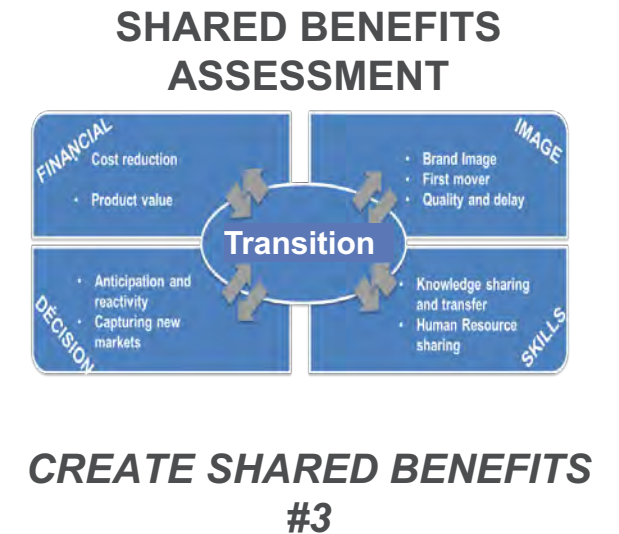 SHARED BENEFITS
ASSESSMENT
FINANCIAL
Cost reduction
• Product value
IMAGE
• Brand Image
• First mover
• Quality and delay
Transition
DÉCISION
• Anticipation and
reactivity
• Capturing new
markets
SKILLS
• Knowledge sharing
and transfer
• Human Resource
sharing
CREATE SHARED BENEFITS
#3